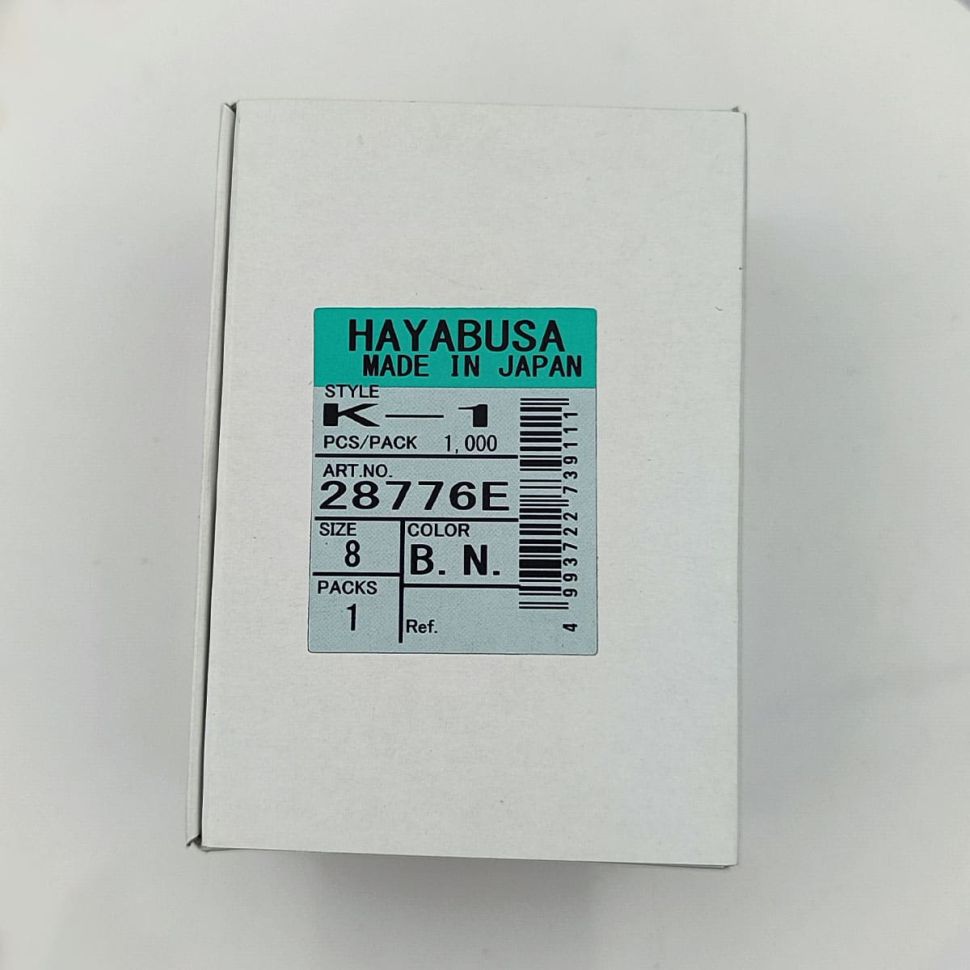 HAYABUSA
MADE IN JAPAN
STYLE
K-1
PCS/PACK 1,000
ART.NO.
28776E
SIZE
8
COLOR
B. N.
PACKS
1
Ref.
4 993722 739111